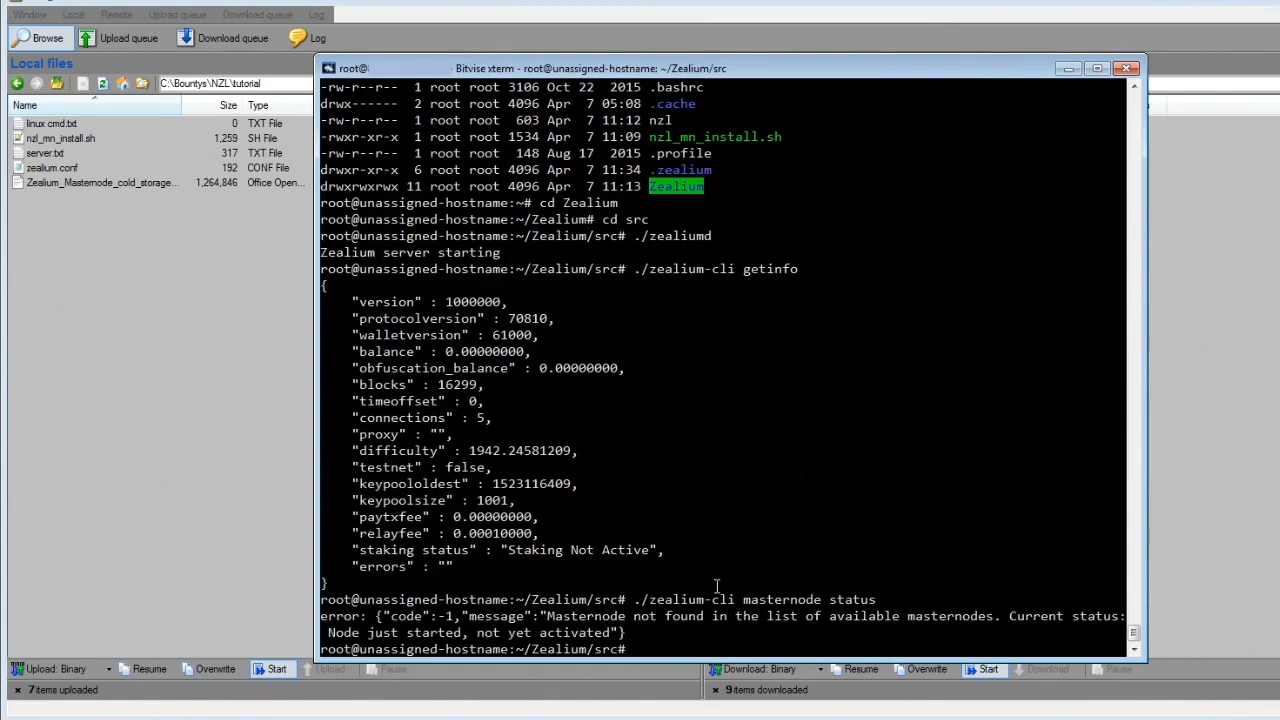 Window Local Remote Upload queue Download queue Log
Browse Upload queue Download queue Log
Local files
C:\Bountys\NZL\tutorial
Name Size Type
linux cmd.txt 0 TXT File
nzl_mn_install.sh 1,259 SH File
server.txt 317 TXT File
zealium.conf 192 CONF File
Zealium_Masternode_cold_storage... 1,264,846 Office Open...
root@ Bitvise xterm - root@unassigned-hostname: ~/Zealium/src
-rw-r--r-- 1 root root 3106 Oct 22 2015 .bashrc
drwx------ 2 root root 4096 Apr 7 05:08 .cache
-rw-r--r-- 1 root root 603 Apr 7 11:12 nzl
-rwxr-xr-x 1 root root 1534 Apr 7 11:09 nzl_mn_install.sh
-rw-r--r-- 1 root root 148 Aug 17 2015 .profile
drwxr-xr-x 6 root root 4096 Apr 7 11:34 .zealium
drwxrwxrwx 11 root root 4096 Apr 7 11:13 Zealium
root@unassigned-hostname:~# cd Zealium
root@unassigned-hostname:~/Zealium# cd src
root@unassigned-hostname:~/Zealium/src# ./zealiumd
Zealium server starting
root@unassigned-hostname:~/Zealium/src# ./zealium-cli getinfo
{
"version" : 1000000,
"protocolversion" : 70810,
"walletversion" : 61000,
"balance" : 0.00000000,
"obfuscation_balance" : 0.00000000,
"blocks" : 16299,
"timeoffset" : 0,
"connections" : 5,
"proxy" : "",
"difficulty" : 1942.24581209,
"testnet" : false,
"keypoololdest" : 1523116409,
"keypoolsize" : 1001,
"paytxfee" : 0.00000000,
"relayfee" : 0.00010000,
"staking status" : "Staking Not Active",
"errors" : ""
}
root@unassigned-hostname:~/Zealium/src# ./zealium-cli masternode status
error: {"code":-1,"message":"Masternode not found in the list of available masternodes. Current status:
Node just started, not yet activated"}
root@unassigned-hostname:~/Zealium/src#
Upload: Binary Resume Overwrite Start Upload Pause Download: Binary Resume Overwrite Start Download Pause
7 items uploaded 9 items downloaded